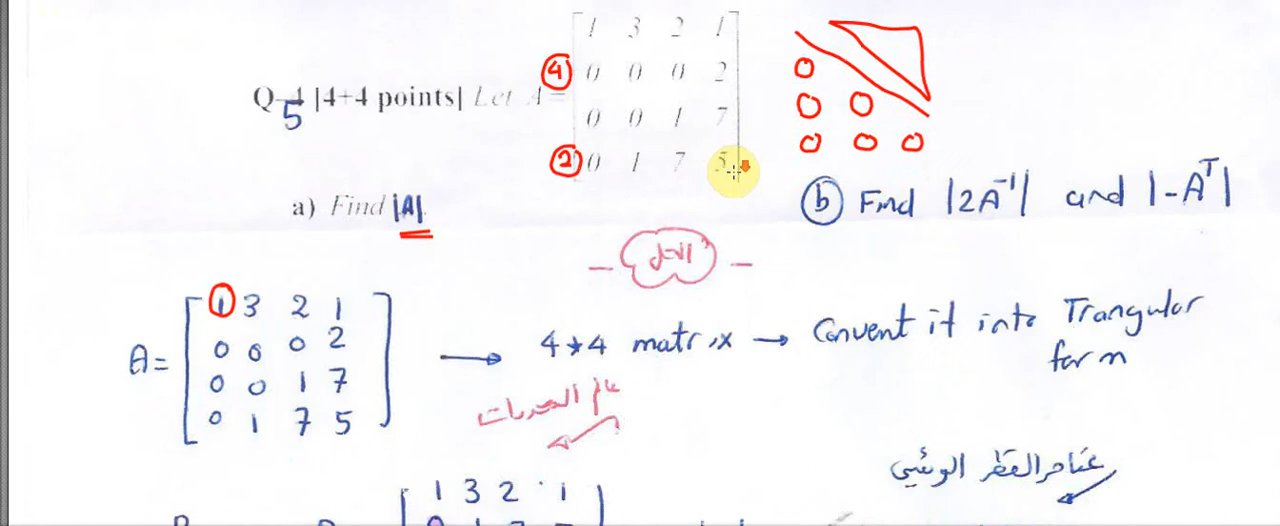 1 3 2 1
④ 0 0 0 2
Q-4 5 |4+4 points| Let A =
0 0 1 7
② 0 1 7 5
a) Find |A|
ⓑ Find |2A⁻¹| and |-Aᵀ|
- الحل -
A = 1 3 2 1
0 0 0 2
0 0 1 7
0 1 7 5
→ 4*4 matrix → Convent it into Trangular form
عناصر القطر الرئيسي
1 3 2 1